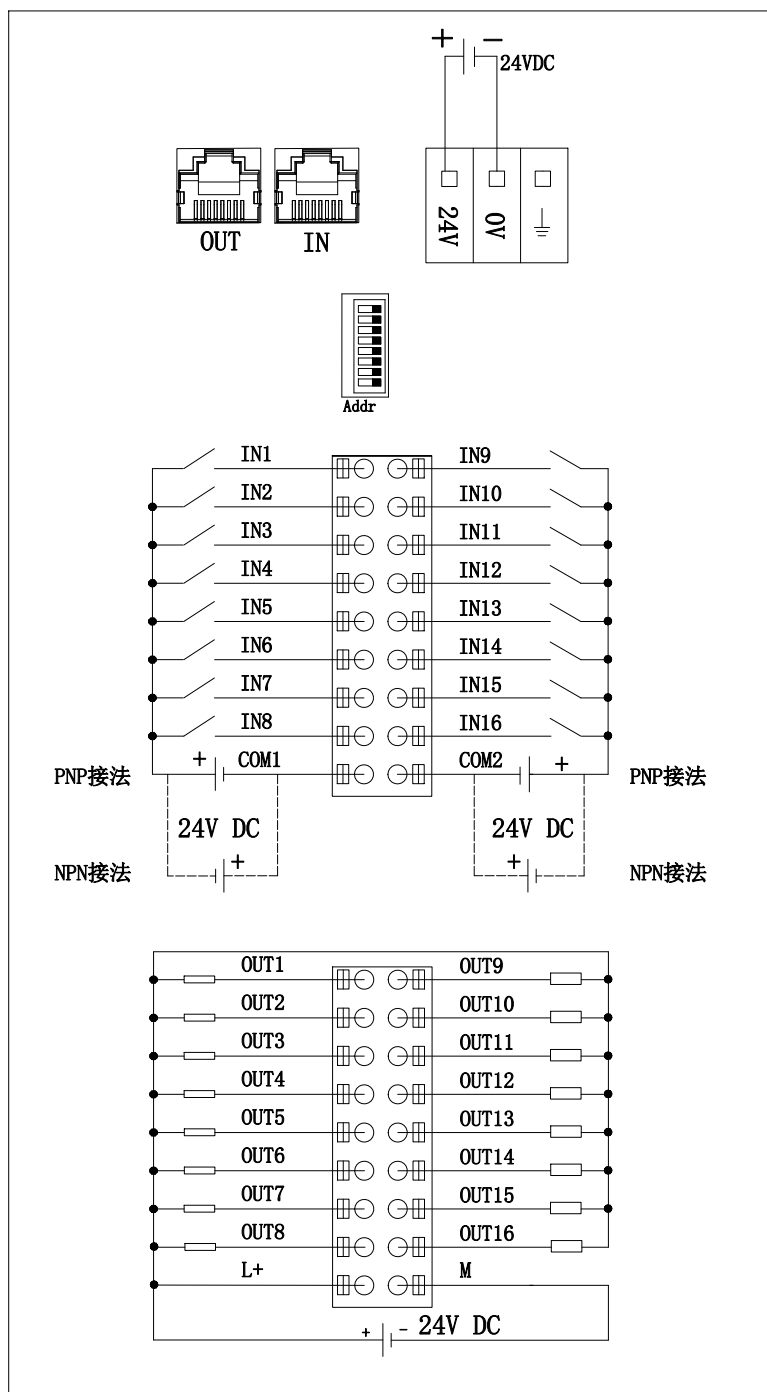 + -
24VDC
24V 0V
OUT IN
Addr
IN1 IN9
IN2 IN10
IN3 IN11
IN4 IN12
IN5 IN13
IN6 IN14
IN7 IN15
IN8 IN16
+ COM1 COM2 +
PNP接法 PNP接法
24V DC 24V DC
+ +
NPN接法 NPN接法
OUT1 OUT9
OUT2 OUT10
OUT3 OUT11
OUT4 OUT12
OUT5 OUT13
OUT6 OUT14
OUT7 OUT15
OUT8 OUT16
L+ M
+ - 24V DC